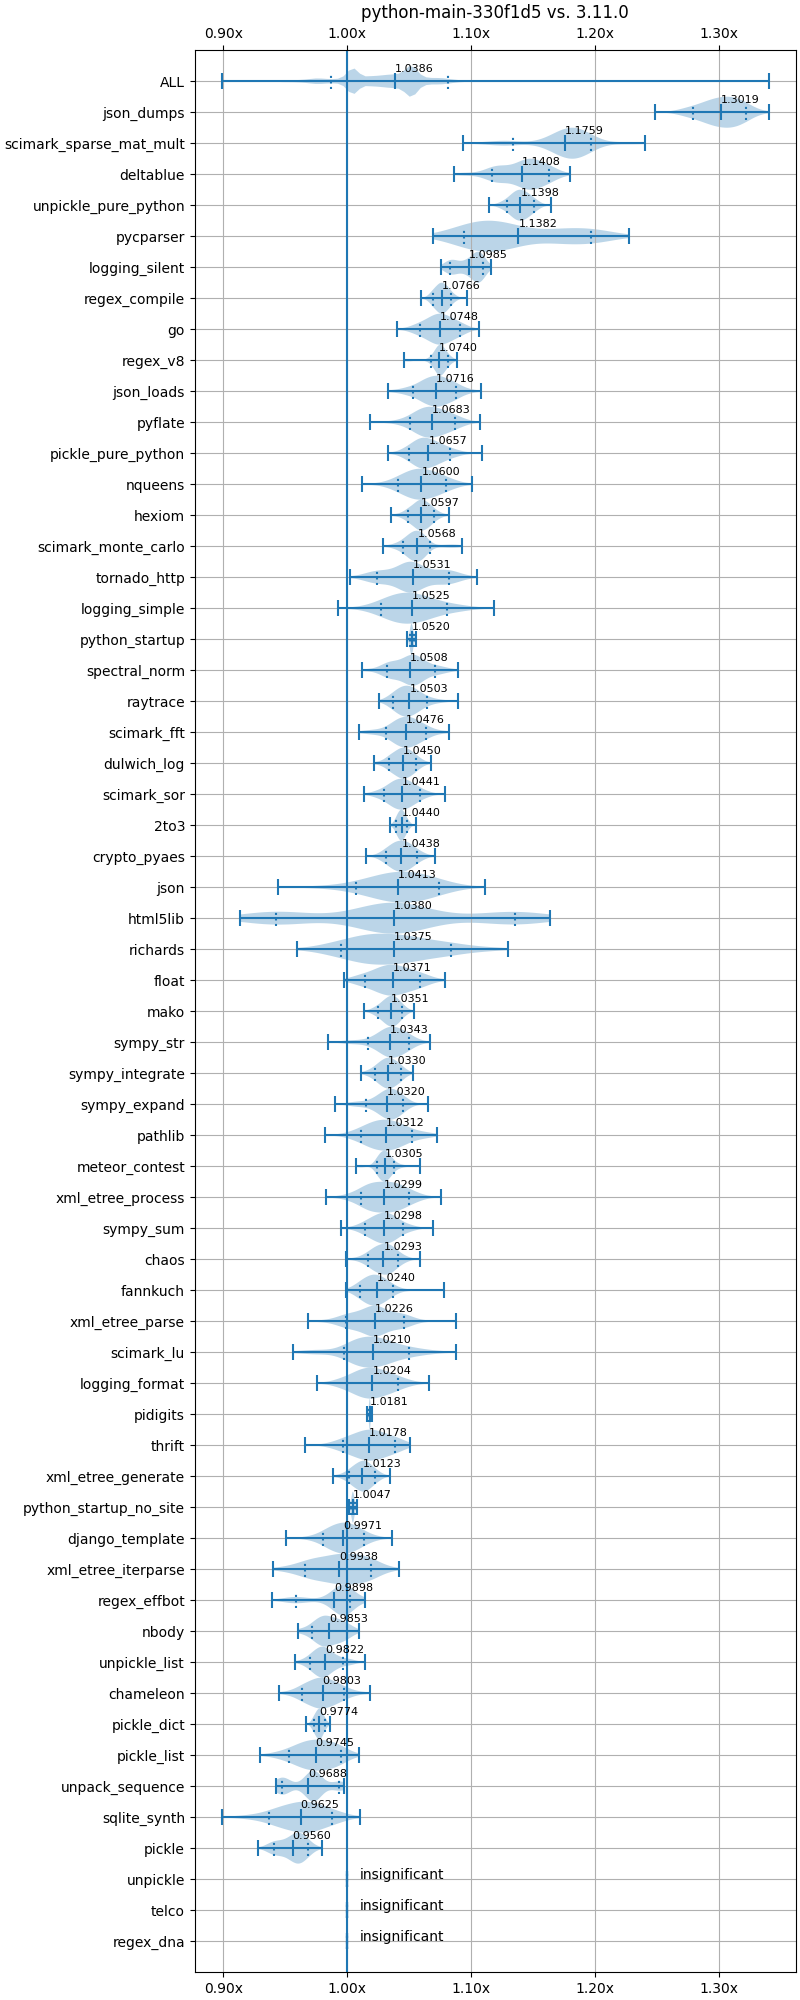 python-main-330f1d5 vs. 3.11.0
0.90x 1.00x 1.10x 1.20x 1.30x
ALL 1.0386
json_dumps 1.3019
scimark_sparse_mat_mult 1.1759
deltablue 1.1408
unpickle_pure_python 1.1398
pycparser 1.1382
logging_silent 1.0985
regex_compile 1.0766
go 1.0748
regex_v8 1.0740
json_loads 1.0716
pyflate 1.0683
pickle_pure_python 1.0657
nqueens 1.0600
hexiom 1.0597
scimark_monte_carlo 1.0568
tornado_http 1.0531
logging_simple 1.0525
python_startup 1.0520
spectral_norm 1.0508
raytrace 1.0503
scimark_fft 1.0476
dulwich_log 1.0450
scimark_sor 1.0441
2to3 1.0440
crypto_pyaes 1.0438
json 1.0413
html5lib 1.0380
richards 1.0375
float 1.0371
mako 1.0351
sympy_str 1.0343
sympy_integrate 1.0330
sympy_expand 1.0320
pathlib 1.0312
meteor_contest 1.0305
xml_etree_process 1.0299
sympy_sum 1.0298
chaos 1.0293
fannkuch 1.0240
xml_etree_parse 1.0226
scimark_lu 1.0210
logging_format 1.0204
pidigits 1.0181
thrift 1.0178
xml_etree_generate 1.0123
python_startup_no_site 1.0047
django_template 0.9971
xml_etree_iterparse 0.9938
regex_effbot 0.9898
nbody 0.9853
unpickle_list 0.9822
chameleon 0.9803
pickle_dict 0.9774
pickle_list 0.9745
unpack_sequence 0.9688
sqlite_synth 0.9625
pickle 0.9560
unpickle insignificant
telco insignificant
regex_dna insignificant
0.90x 1.00x 1.10x 1.20x 1.30x